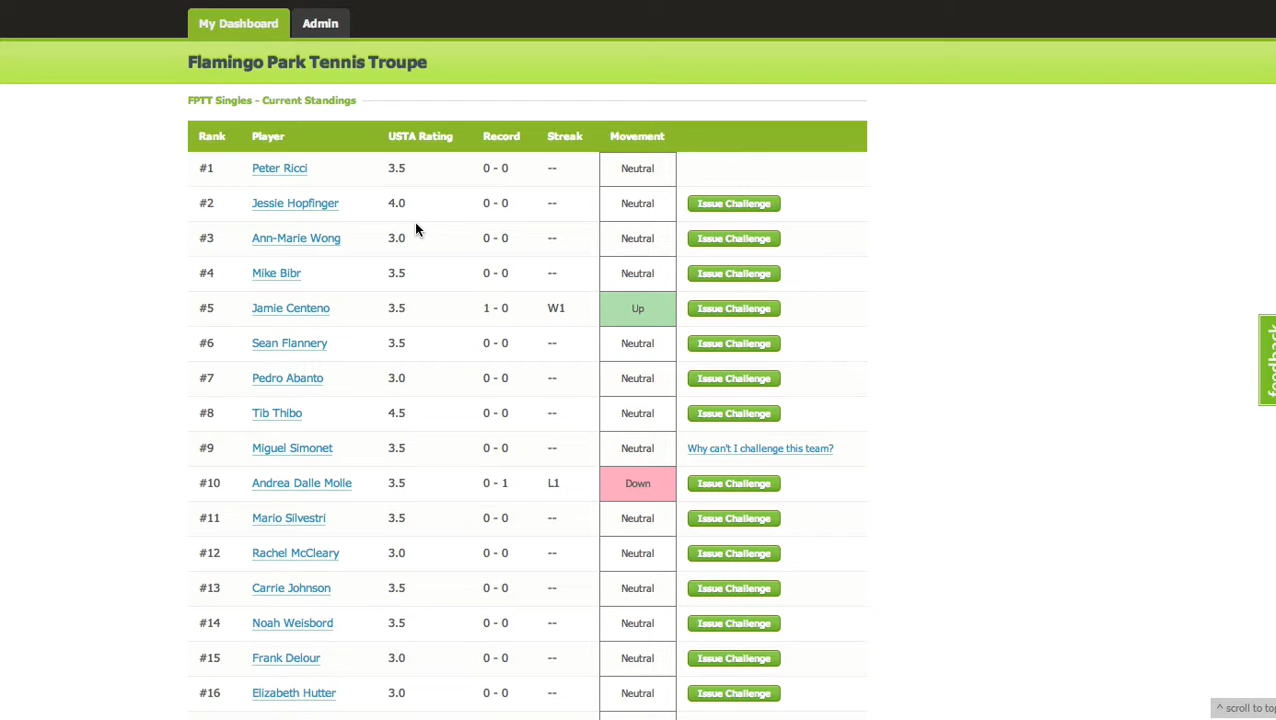 My Dashboard Admin
Flamingo Park Tennis Troupe
FPTT Singles - Current Standings
Rank Player USTA Rating Record Streak Movement
#1 Peter Ricci 3.5 0 - 0 -- Neutral
#2 Jessie Hopfinger 4.0 0 - 0 -- Neutral Issue Challenge
#3 Ann-Marie Wong 3.0 0 - 0 -- Neutral Issue Challenge
#4 Mike Bibr 3.5 0 - 0 -- Neutral Issue Challenge
#5 Jamie Centeno 3.5 1 - 0 W1 Up Issue Challenge
#6 Sean Flannery 3.5 0 - 0 -- Neutral Issue Challenge
#7 Pedro Abanto 3.0 0 - 0 -- Neutral Issue Challenge
#8 Tib Thibo 4.5 0 - 0 -- Neutral Issue Challenge
#9 Miguel Simonet 3.5 0 - 0 -- Neutral Why can't I challenge this team?
#10 Andrea Dalle Molle 3.5 0 - 1 L1 Down Issue Challenge
#11 Mario Silvestri 3.5 0 - 0 -- Neutral Issue Challenge
#12 Rachel McCleary 3.0 0 - 0 -- Neutral Issue Challenge
#13 Carrie Johnson 3.5 0 - 0 -- Neutral Issue Challenge
#14 Noah Weisbord 3.5 0 - 0 -- Neutral Issue Challenge
#15 Frank Delour 3.0 0 - 0 -- Neutral Issue Challenge
#16 Elizabeth Hutter 3.0 0 - 0 -- Neutral Issue Challenge
feedback
^ scroll to top